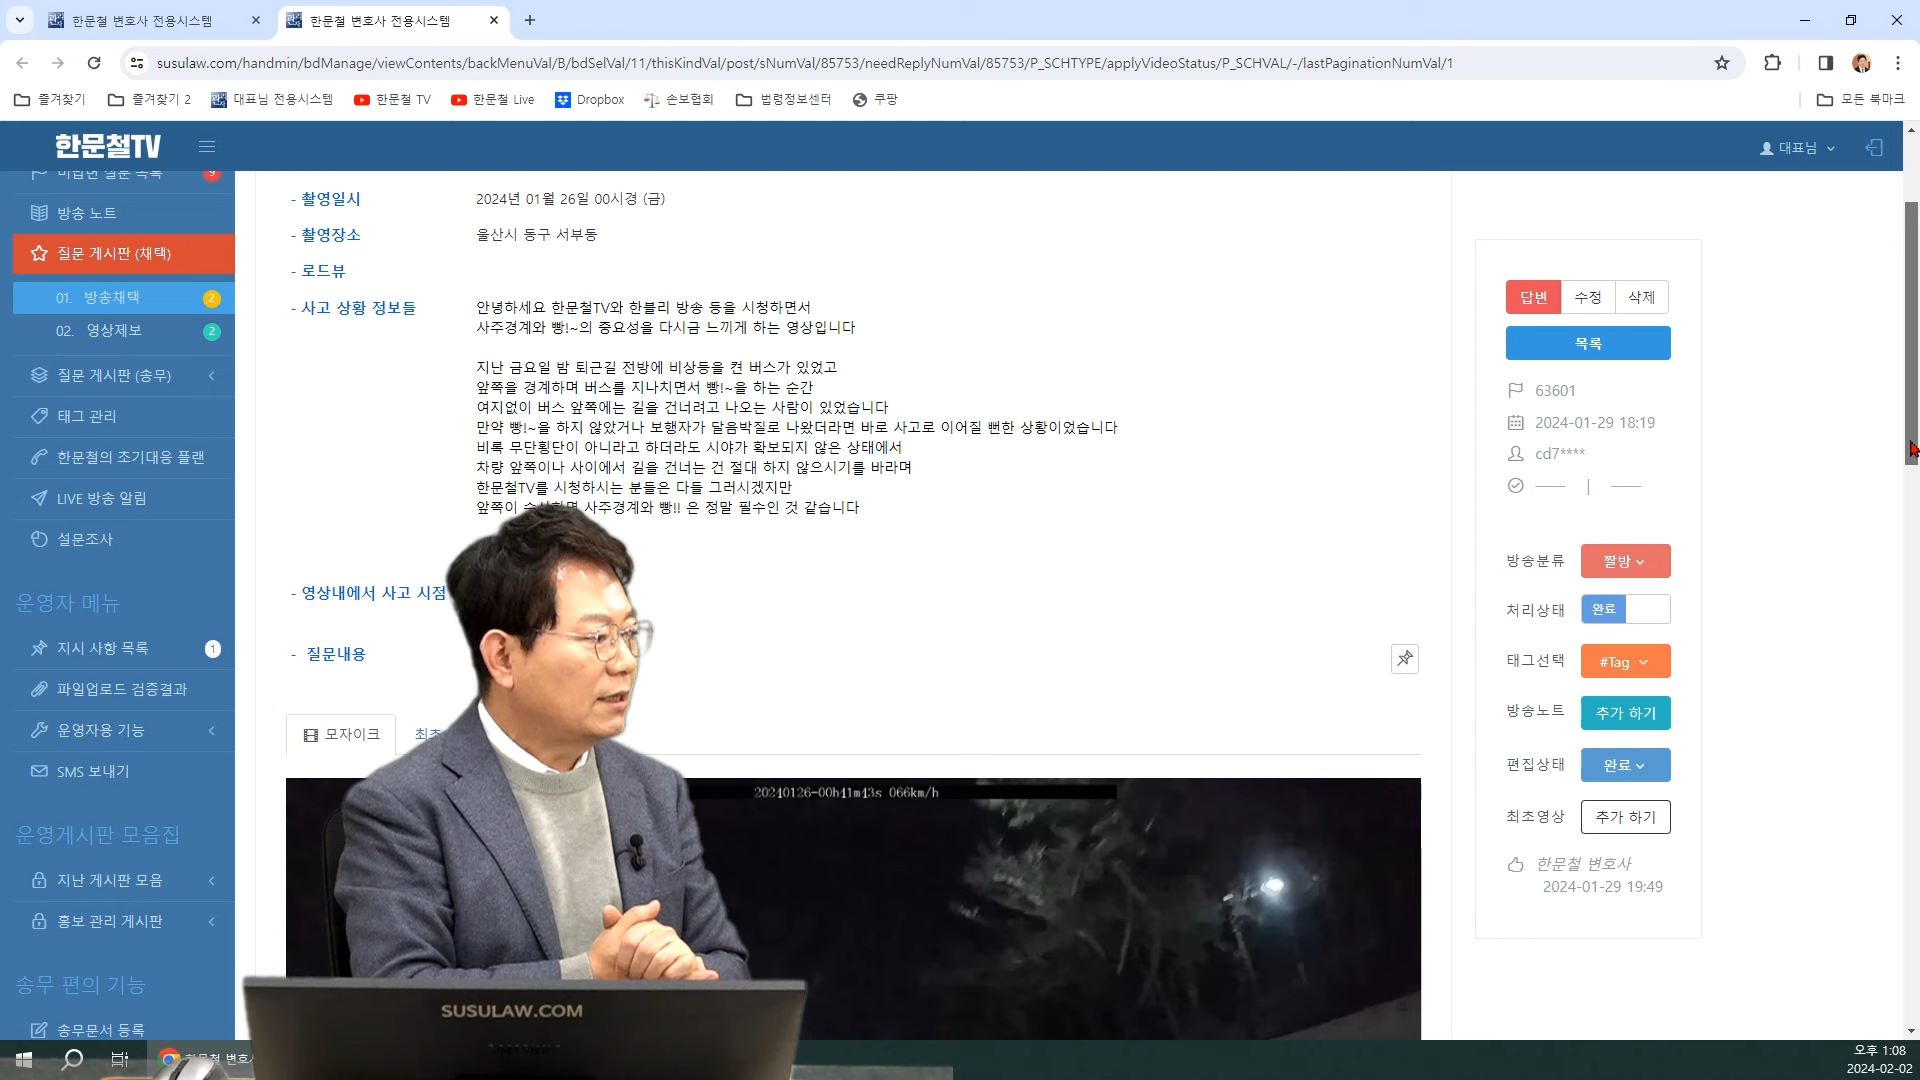 한문철 변호사 전용시스템
한문철 변호사 전용시스템
susulaw.com/handmin/bdManage/viewContents/backMenuVal/B/bdSelVal/11/thisKindVal/post/sNumVal/85753/needReplyNumVal/85753/P_SCHTYPE/applyVideoStatus/P_SCHVAL/-/lastPaginationNumVal/1
즐겨찾기
즐겨찾기 2
대표님 전용시스템
한문철 TV
한문철 Live
Dropbox
손보협회
법령정보센터
쿠팡
모든 북마크
한문철TV
대표님
9
방송 노트
질문 게시판 (채택)
01. 방송채택 2
02. 영상제보 2
질문 게시판 (송무)
태그 관리
한문철의 초기대응 플랜
LIVE 방송 알림
설문조사
운영자 메뉴
지시 사항 목록 1
파일업로드 검증결과
운영자용 기능
SMS 보내기
운영게시판 모음집
지난 게시판 모음
홍보 관리 게시판
송무 편의 기능
송무문서 등록
- 촬영일시 2024년 01월 26일 00시경 (금)
- 촬영장소 울산시 동구 서부동
- 로드뷰
- 사고 상황 정보들 안녕하세요 한문철TV와 한블리 방송 등을 시청하면서
사주경계와 빵!~의 중요성을 다시금 느끼게 하는 영상입니다
지난 금요일 밤 퇴근길 전방에 비상등을 켠 버스가 있었고
앞쪽을 경계하며 버스를 지나치면서 빵!~을 하는 순간
여지없이 버스 앞쪽에는 길을 건너려고 나오는 사람이 있었습니다
만약 빵!~을 하지 않았거나 보행자가 달음박질로 나왔더라면 바로 사고로 이어질 뻔한 상황이었습니다
비록 무단횡단이 아니라고 하더라도 시야가 확보되지 않은 상태에서
차량 앞쪽이나 사이에서 길을 건너는 건 절대 하지 않으시기를 바라며
한문철TV를 시청하시는 분들은 다들 그러시겠지만
앞쪽이 사주경계와 빵!! 은 정말 필수인 것 같습니다
- 영상내에서 사고 시점
- 질문내용
모자이크
최초
20240126-00h41m43s 066km/h
답변 수정 삭제
목록
63601
2024-01-29 18:19
cd7****
|
방송분류 짤방
처리상태 완료
태그선택 #Tag
방송노트 추가 하기
편집상태 완료
최초영상 추가 하기
한문철 변호사
2024-01-29 19:49
SUSULAW.COM
한문철 변호
오후 1:08
2024-02-02